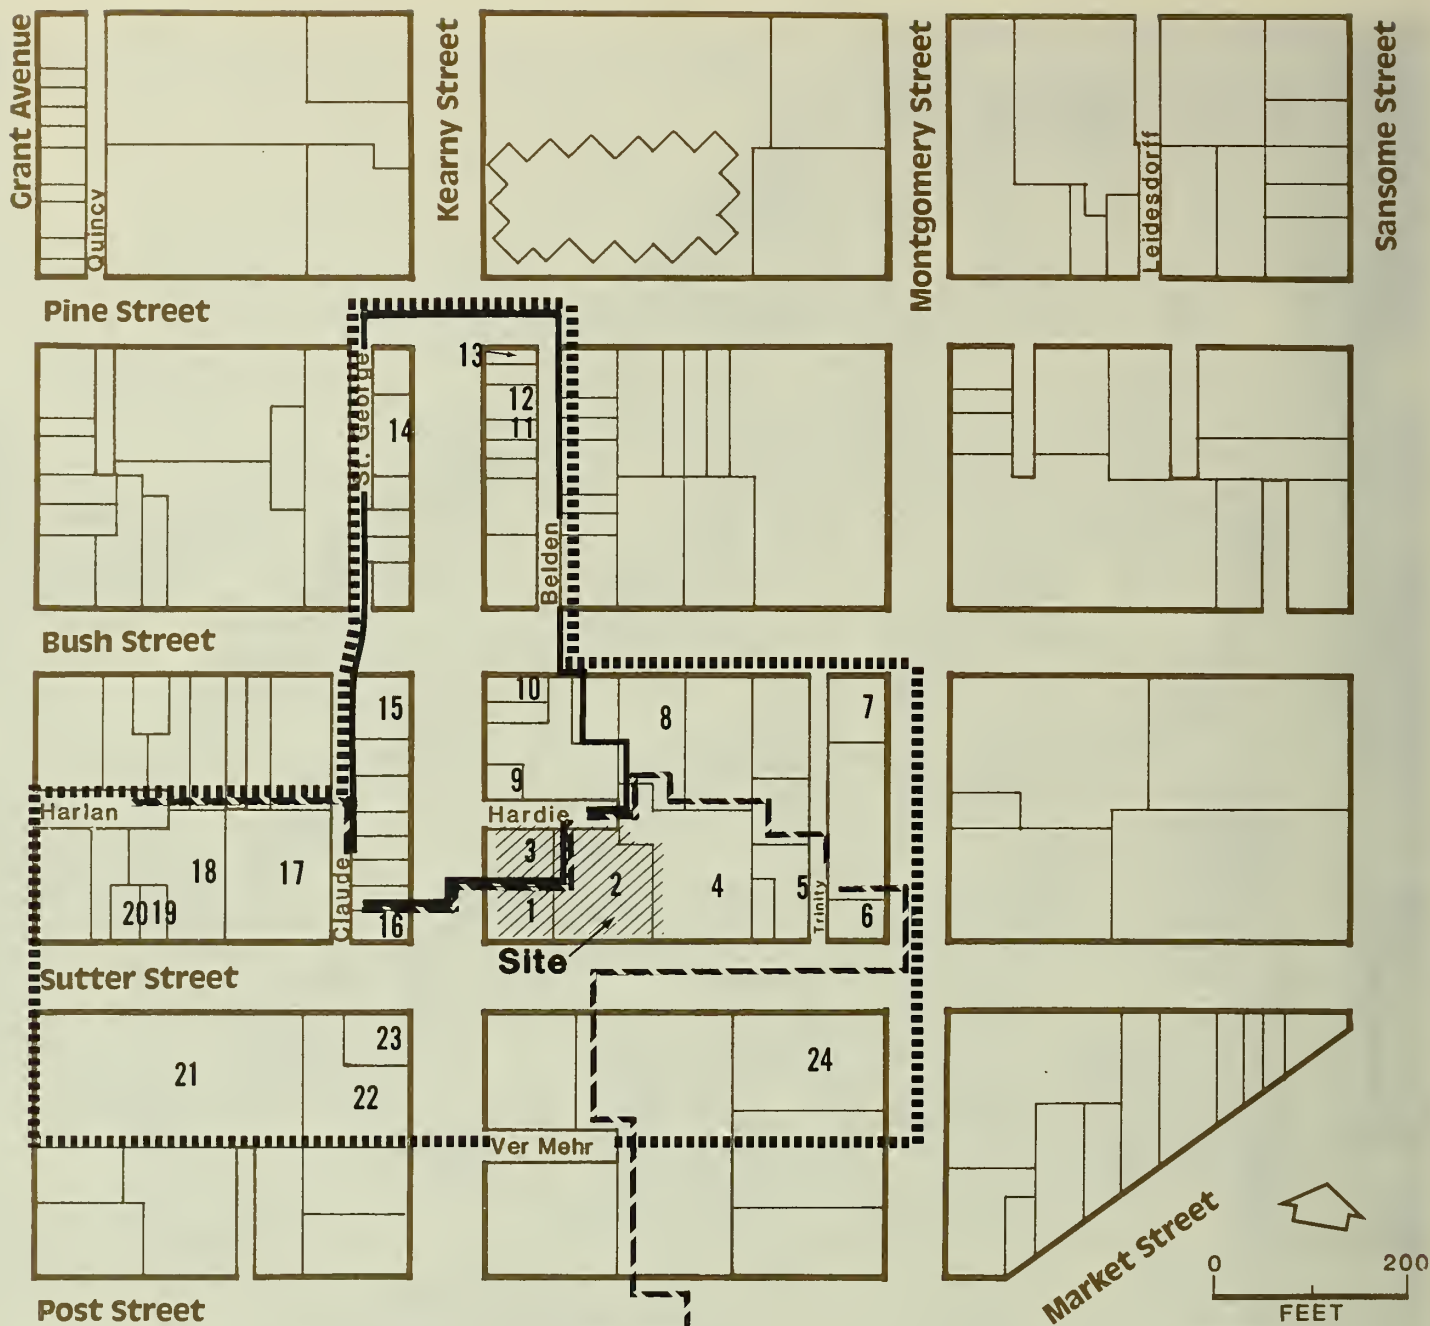 Grant Avenue
Quincy
Kearny Street
Montgomery Street
Leidesdorff
Sansome Street
Pine Street
13
St. George
12
14
11
Belden
Bush Street
10
15
8
7
9
Harlan
Hardie
3
18
17
2
4
5
Claude
20 19
1
Trinity
6
16
Site
Sutter Street
23
21
24
22
Ver Mehr
Market Street
0 200
FEET
Post Street